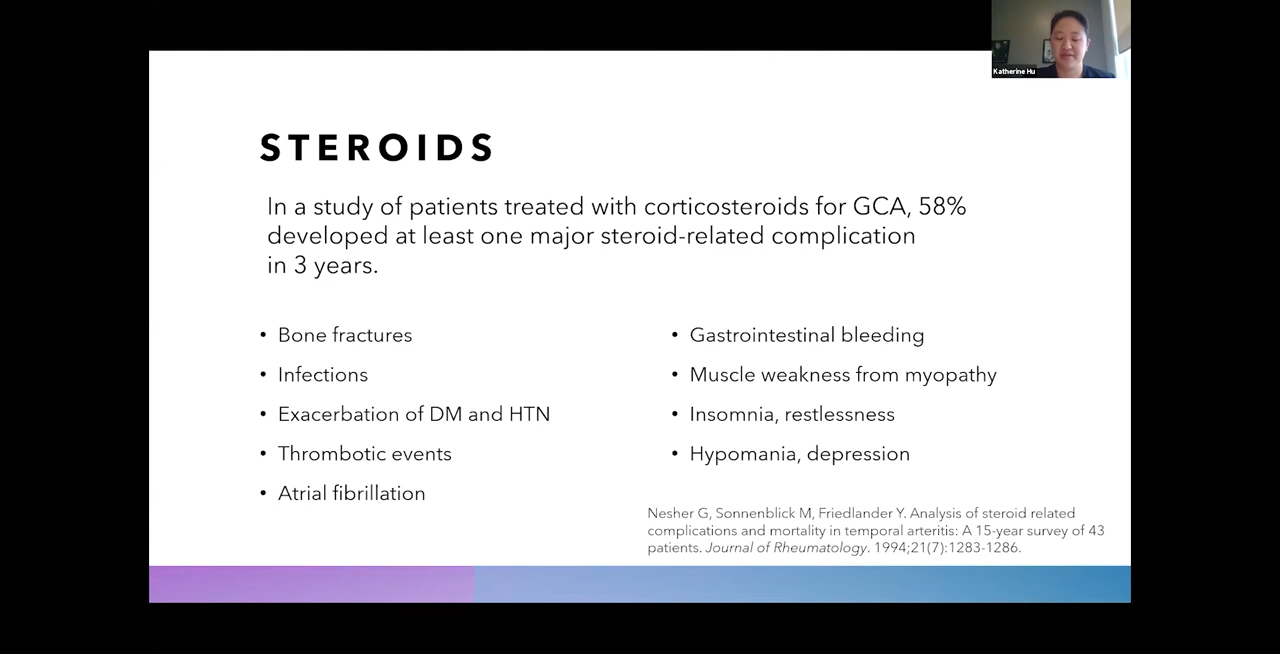 Katherine Hu
STEROIDS
In a study of patients treated with corticosteroids for GCA, 58%
developed at least one major steroid-related complication
in 3 years.
• Bone fractures
• Infections
• Exacerbation of DM and HTN
• Thrombotic events
• Atrial fibrillation
• Gastrointestinal bleeding
• Muscle weakness from myopathy
• Insomnia, restlessness
• Hypomania, depression
Nesher G, Sonnenblick M, Friedlander Y. Analysis of steroid related
complications and mortality in temporal arteritis: A 15-year survey of 43
patients. Journal of Rheumatology. 1994;21(7):1283-1286.